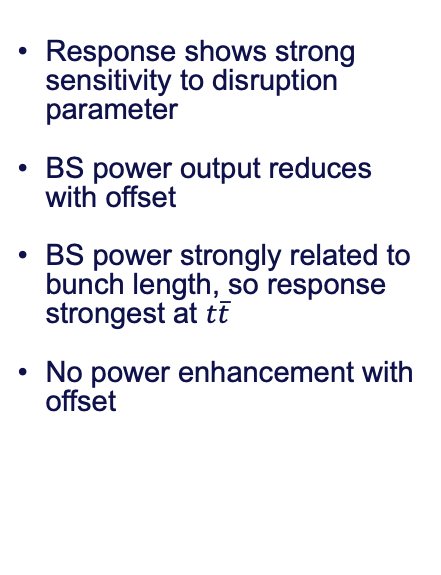 • Response shows strong
sensitivity to disruption
parameter
• BS power output reduces
with offset
• BS power strongly related to
bunch length, so response
strongest at tt̄
• No power enhancement with
offset